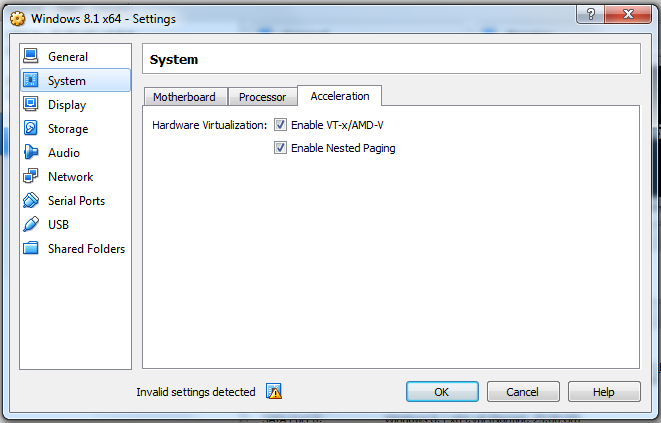 Windows 8.1 x64 - Settings
General
System
Display
Storage
Audio
Network
Serial Ports
USB
Shared Folders
System
Motherboard Processor Acceleration
Hardware Virtualization: Enable VT-x/AMD-V
Enable Nested Paging
Invalid settings detected OK Cancel Help